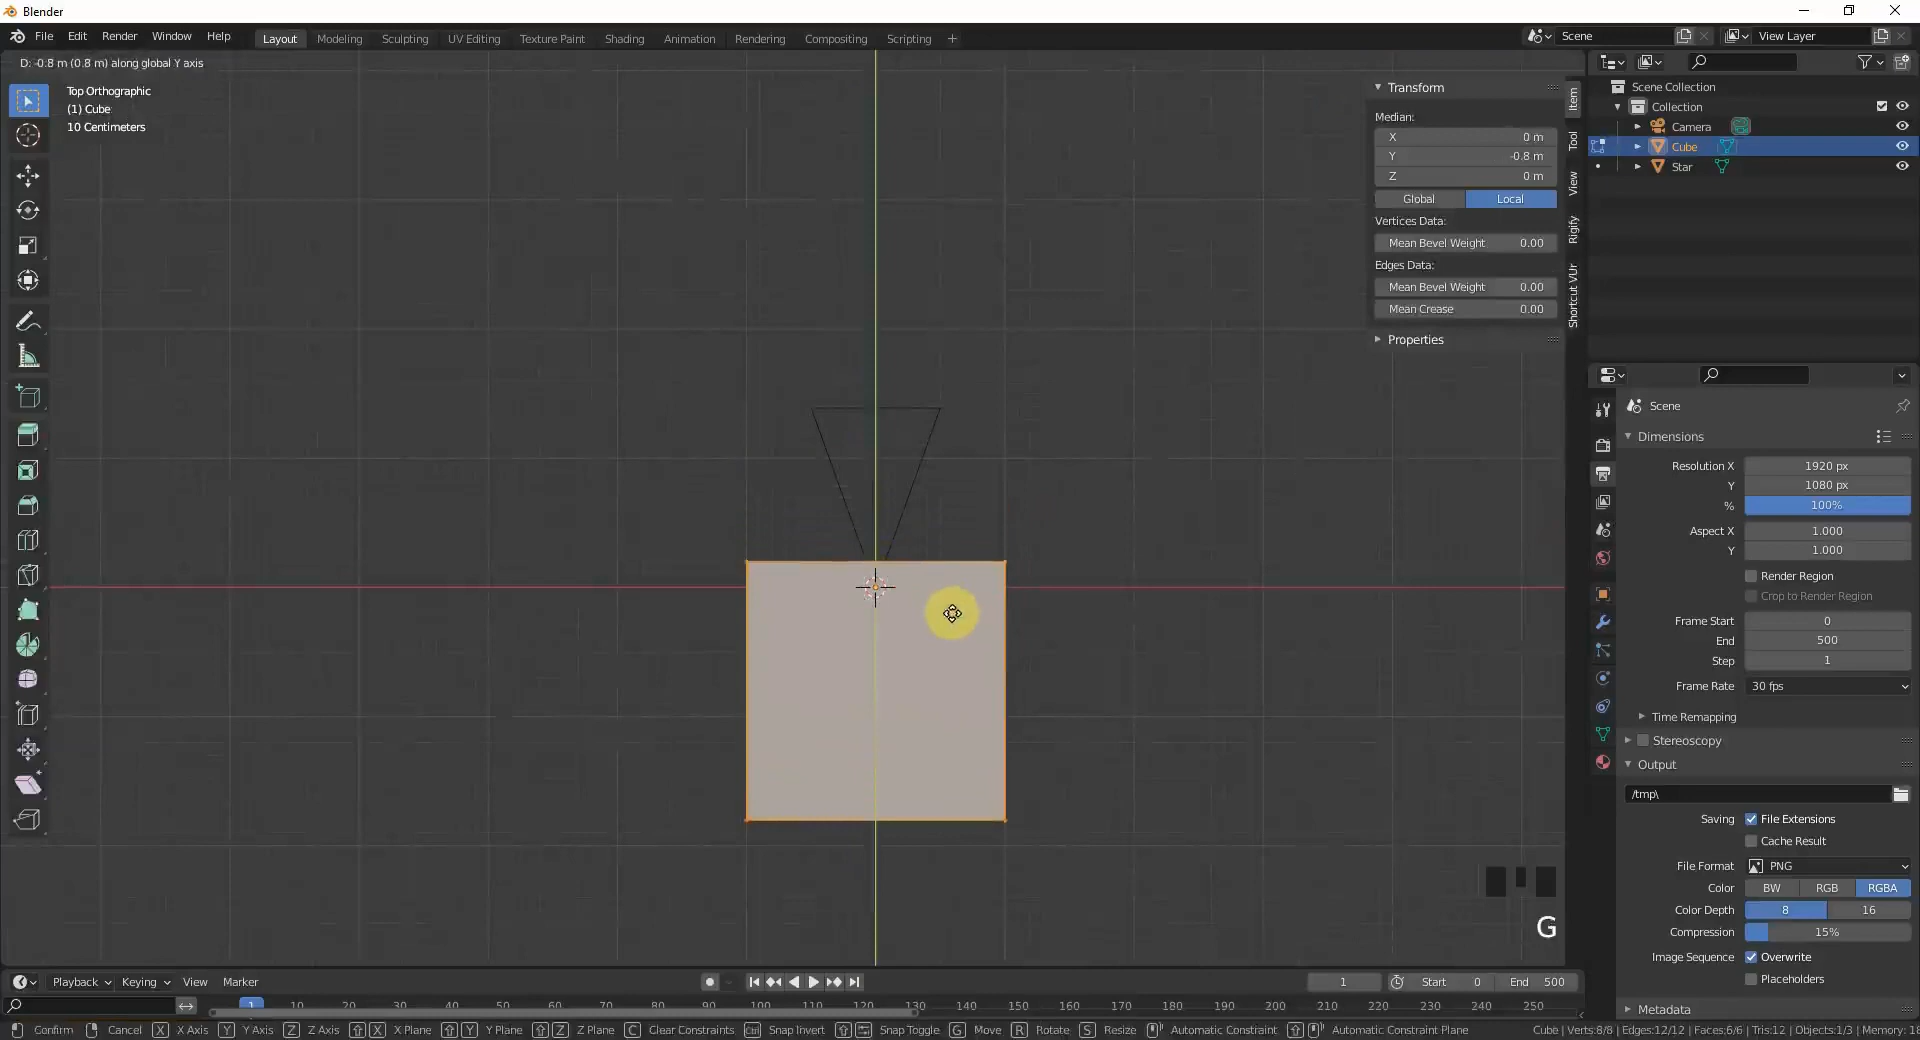 Blender
File Edit Render Window Help
Layout Modeling Sculpting UV Editing Texture Paint Shading Animation Rendering Compositing Scripting +
Scene
View Layer
D: -0.8 m (0.8 m) along global Y axis
Top Orthographic
(1) Cube
10 Centimeters
Transform
Median:
X 0 m
Y -0.8 m
Z 0 m
Global Local
Vertices Data:
Mean Bevel Weight 0.00
Edges Data:
Mean Bevel Weight 0.00
Mean Crease 0.00
Properties
Item
Tool
View
Rigify
Shortcut VUr
Scene Collection
Collection
Camera
Cube
Star
Scene
Dimensions
Resolution X 1920 px
Y 1080 px
% 100%
Aspect X 1.000
Y 1.000
Render Region
Crop to Render Region
Frame Start 0
End 500
Step 1
Frame Rate 30 fps
Time Remapping
Stereoscopy
Output
/tmp\
Saving File Extensions
Cache Result
File Format PNG
Color BW RGB RGBA
Color Depth 8 16
Compression 15%
Image Sequence Overwrite
Placeholders
Metadata
G
Playback Keying View Marker
1 Start 0 End 500
1 10 20 30 40 50 60 70 80 90 100 110 120 130 140 150 160 170 180 190 200 210 220 230 240 250
Confirm Cancel X X Axis Y Y Axis Z Z Axis X X Plane Y Y Plane Z Z Plane C Clear Constraints Ctrl Snap Invert Snap Toggle G Move R Rotate S Resize Automatic Constraint Automatic Constraint Plane
Cube | Verts:8/8 | Edges:12/12 | Faces:6/6 | Tris:12 | Objects:1/3 | Memory: 18